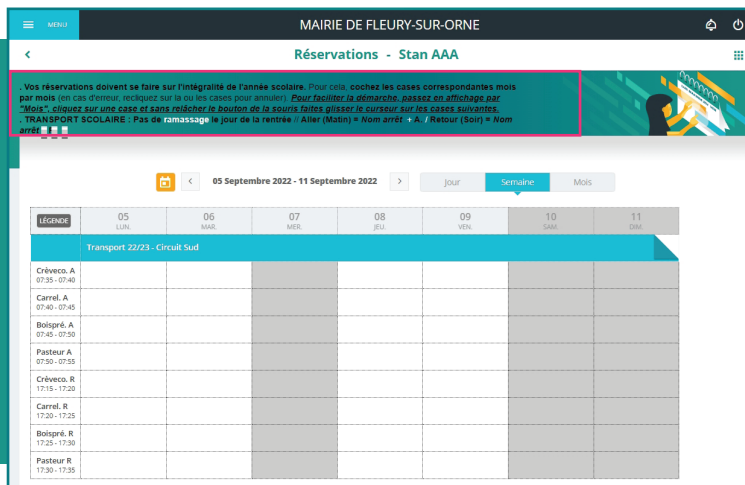 MENU MAIRIE DE FLEURY-SUR-ORNE
Réservations - Stan AAA
. Vos réservations doivent se faire sur l'intégralité de l'année scolaire. Pour cela, cochez les cases correspondantes mois
par mois (en cas d'erreur, recliquez sur la ou les cases pour annuler). Pour faciliter la démarche, passez en affichage par
"Mois", cliquez sur une case et sans relâcher le bouton de la souris faites glisser le curseur sur les cases suivantes.
. TRANSPORT SCOLAIRE : Pas de ramassage le jour de la rentrée // Aller (Matin) = Nom arrêt + A / Retour (Soir) = Nom
arrêt
05 Septembre 2022 - 11 Septembre 2022 Jour Semaine Mois
LÉGENDE 05 06 07 08 09 10 11
LUN. MAR. MER. JEU. VEN. SAM. DIM.
Transport 22/23 - Circuit Sud
Crèveco. A
07:35 - 07:40
Carrel. A
07:40 - 07:45
Boispré. A
07:45 - 07:50
Pasteur A
07:50 - 07:55
Crèveco. R
17:15 - 17:20
Carrel. R
17:20 - 17:25
Boispré. R
17:25 - 17:30
Pasteur R
17:30 - 17:35